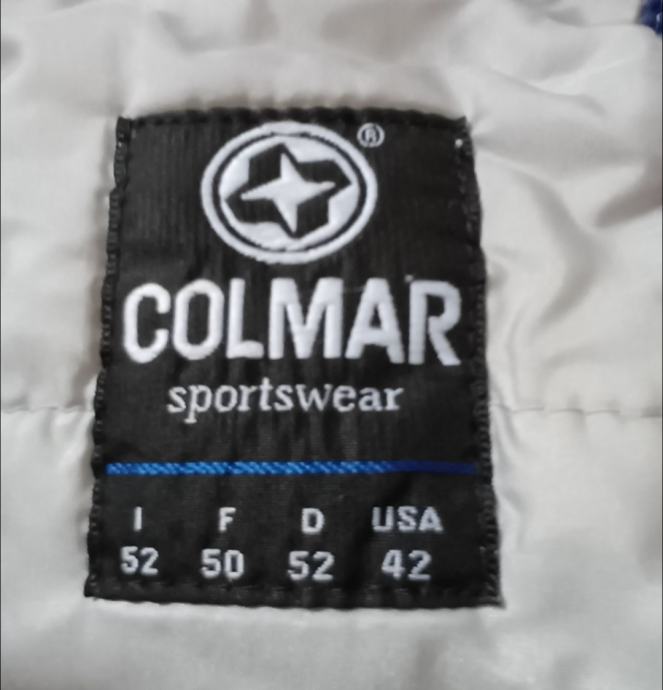 ®
COLMAR
sportswear
I F D USA
52 50 52 42